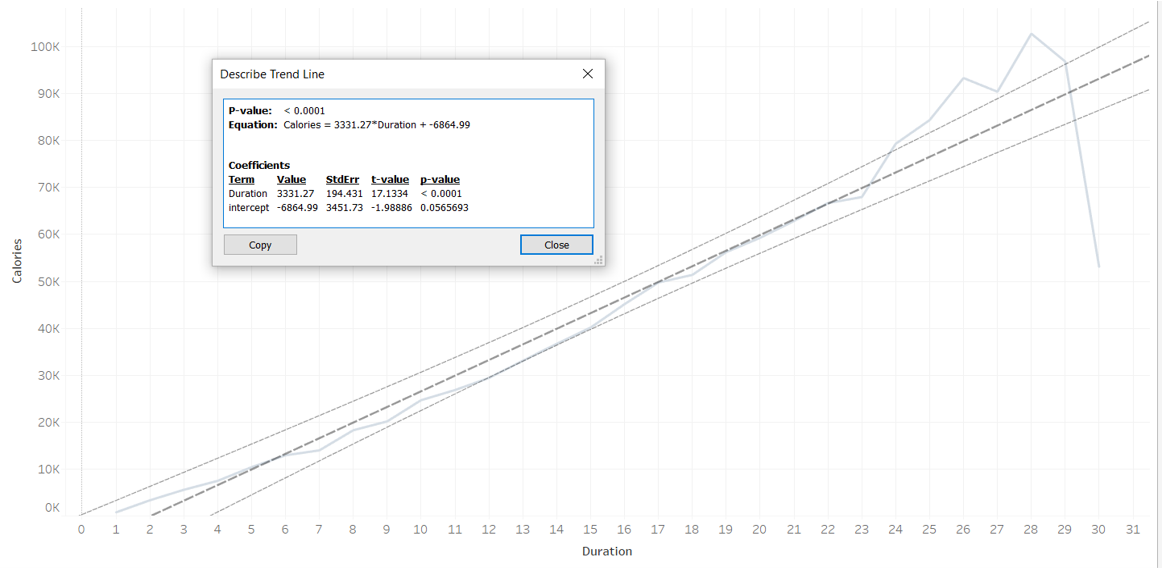 100K
90K
80K
70K
60K
50K
40K
30K
20K
10K
0K
Calories
Describe Trend Line
P-value: < 0.0001
Equation: Calories = 3331.27*Duration + -6864.99
Coefficients
Term Value StdErr t-value p-value
Duration 3331.27 194.431 17.1334 < 0.0001
intercept -6864.99 3451.73 -1.98886 0.0565693
Copy Close
0 1 2 3 4 5 6 7 8 9 10 11 12 13 14 15 16 17 18 19 20 21 22 23 24 25 26 27 28 29 30 31
Duration